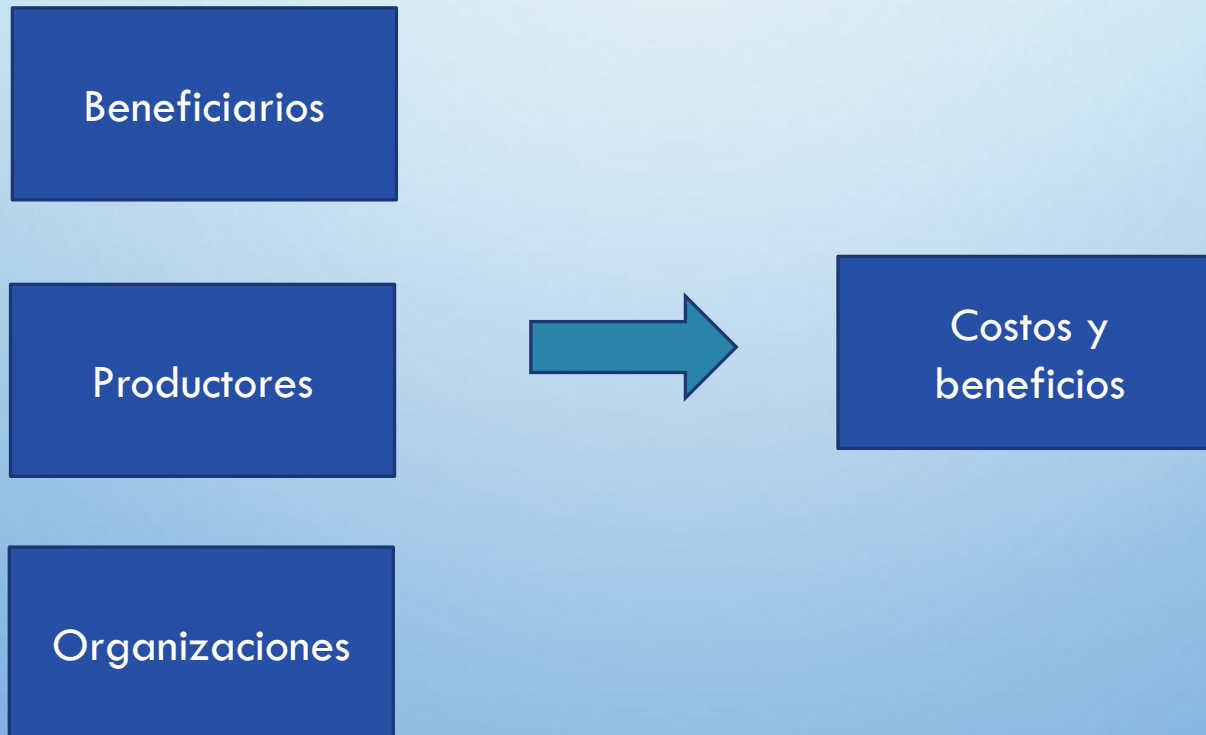 Beneficiarios
Productores
Organizaciones
Costos y
beneficios